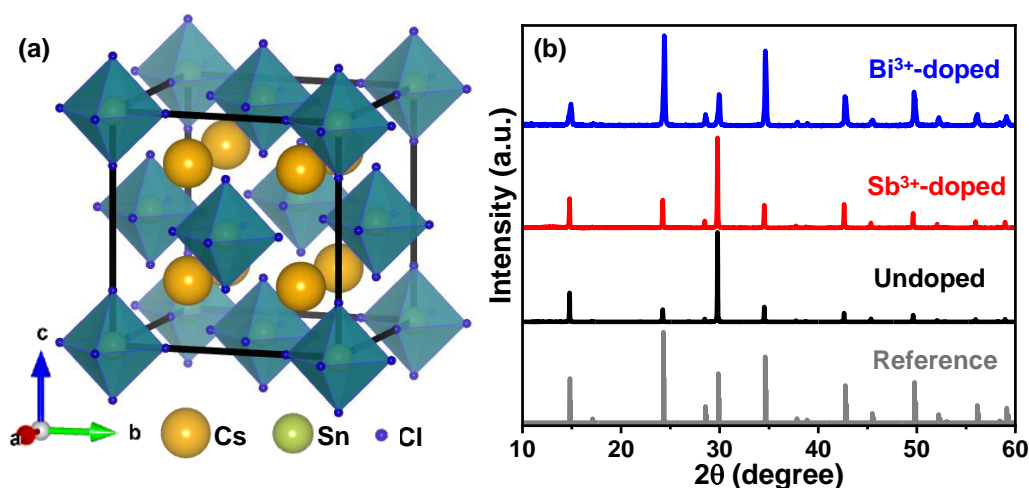 (a)
c
a
b
Cs
Sn
Cl
(b)
Intensity (a.u.)
Bi³⁺-doped
Sb³⁺-doped
Undoped
Reference
10 20 30 40 50 60
2θ (degree)